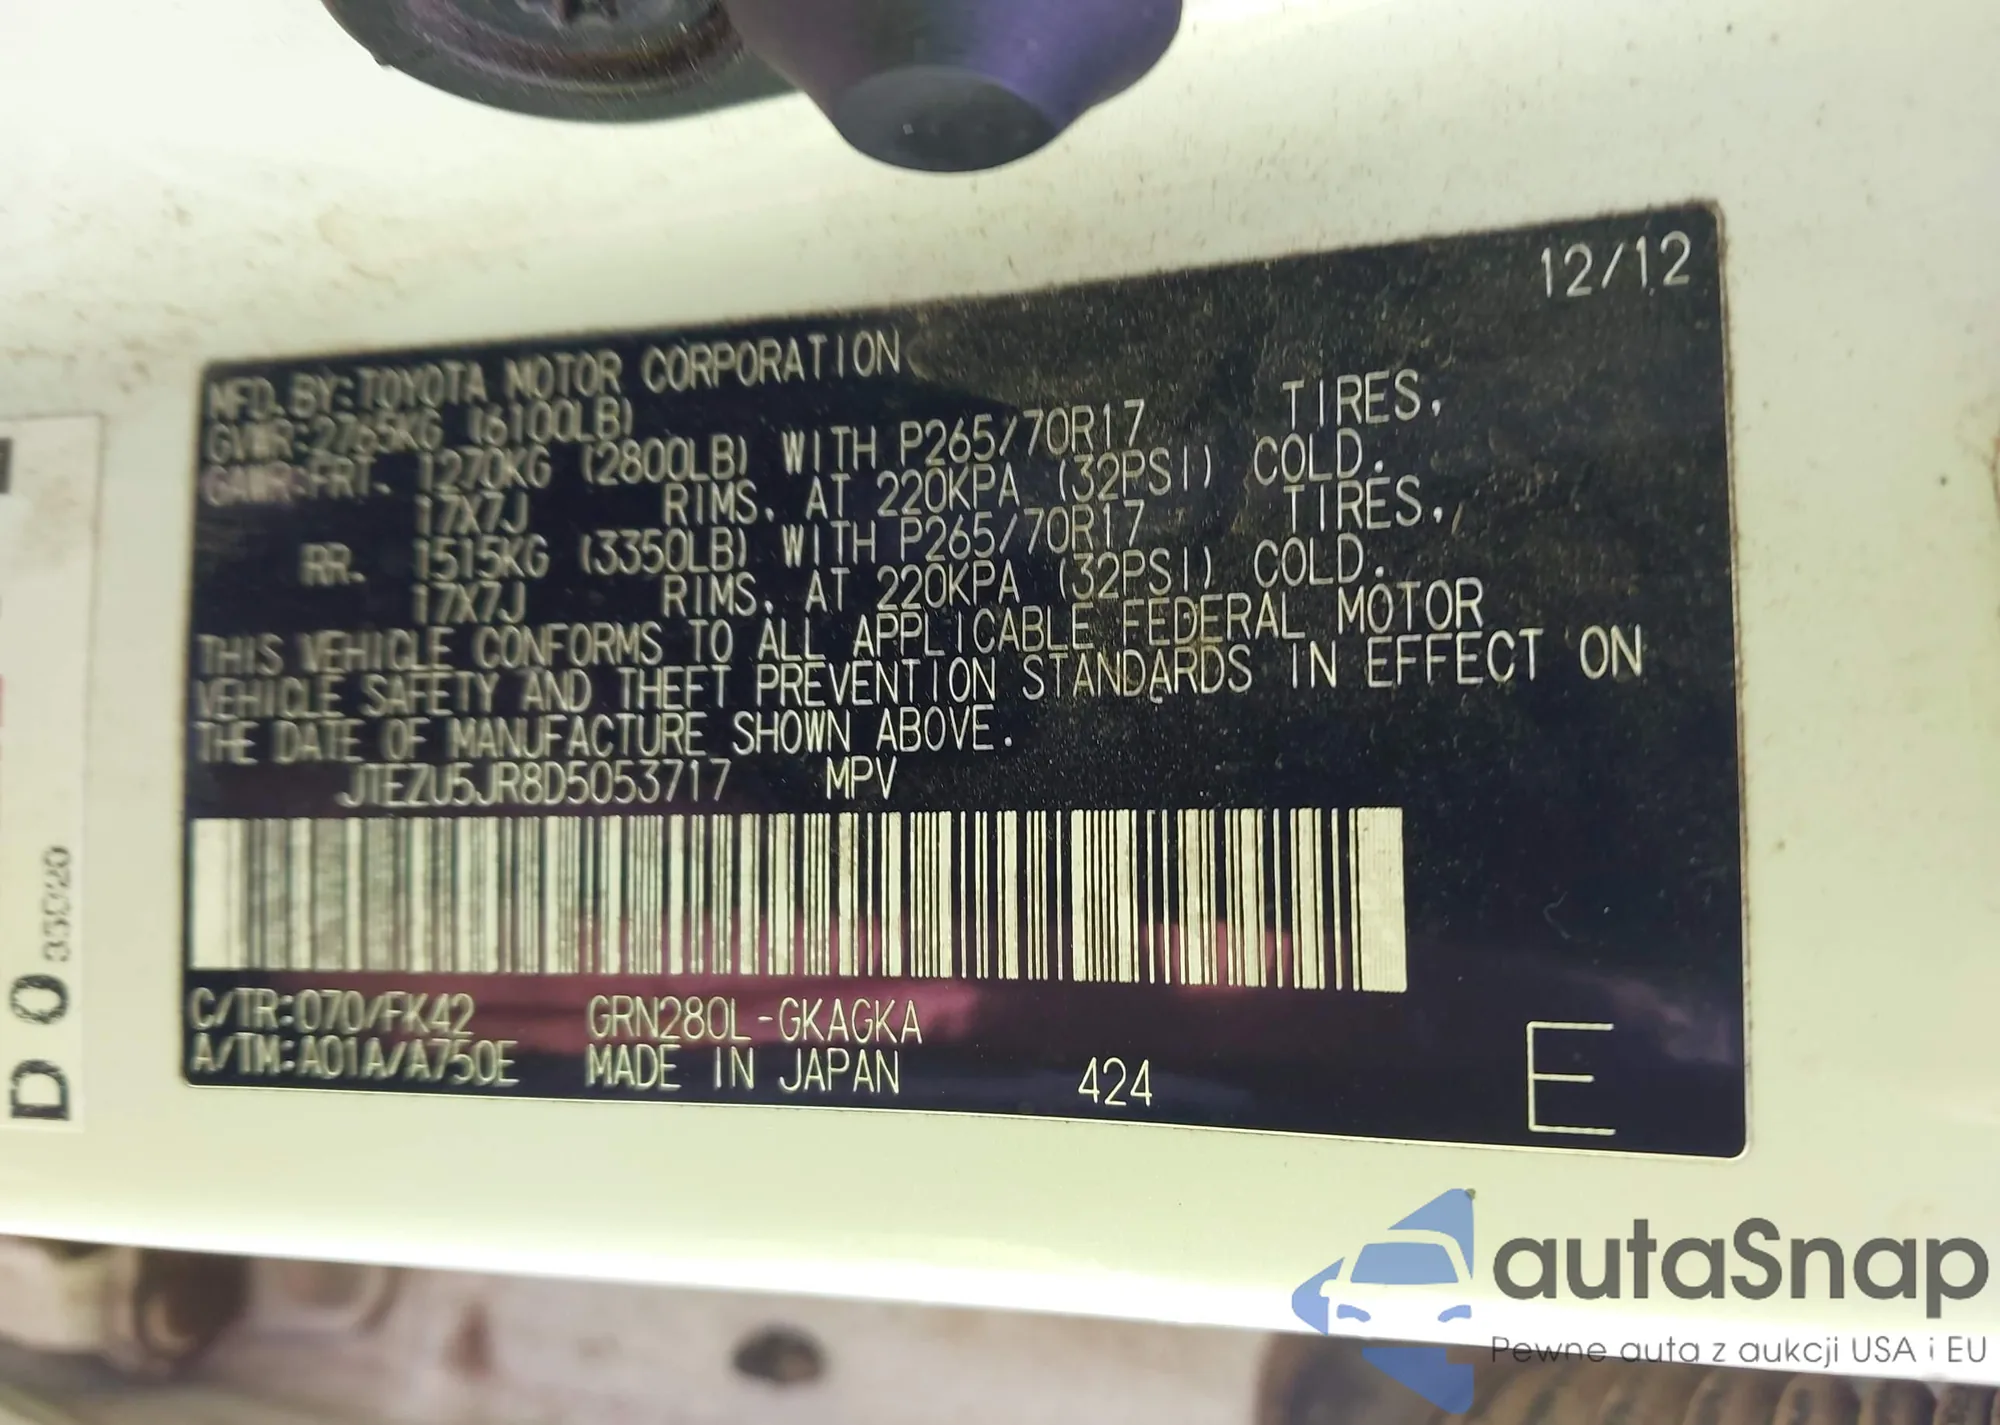 12/12
MFD. BY: TOYOTA MOTOR CORPORATION
GVWR: 2765KG (6100LB)
GAWR: FRT. 1270KG (2800LB) WITH P265/70R17 TIRES,
17X7J RIMS, AT 220KPA (32PSI) COLD.
RR. 1515KG (3350LB) WITH P265/70R17 TIRES,
17X7J RIMS, AT 220KPA (32PSI) COLD.
THIS VEHICLE CONFORMS TO ALL APPLICABLE FEDERAL MOTOR
VEHICLE SAFETY AND THEFT PREVENTION STANDARDS IN EFFECT ON
THE DATE OF MANUFACTURE SHOWN ABOVE.
JTEZU5JR8D5053717 MPV
C/TR: 070/FK42 GRN280L-GKAGKA
A/TM: A01A/A750E MADE IN JAPAN 424 E
D O 35020
autaSnap
Pewne auta z aukcji USA i EU